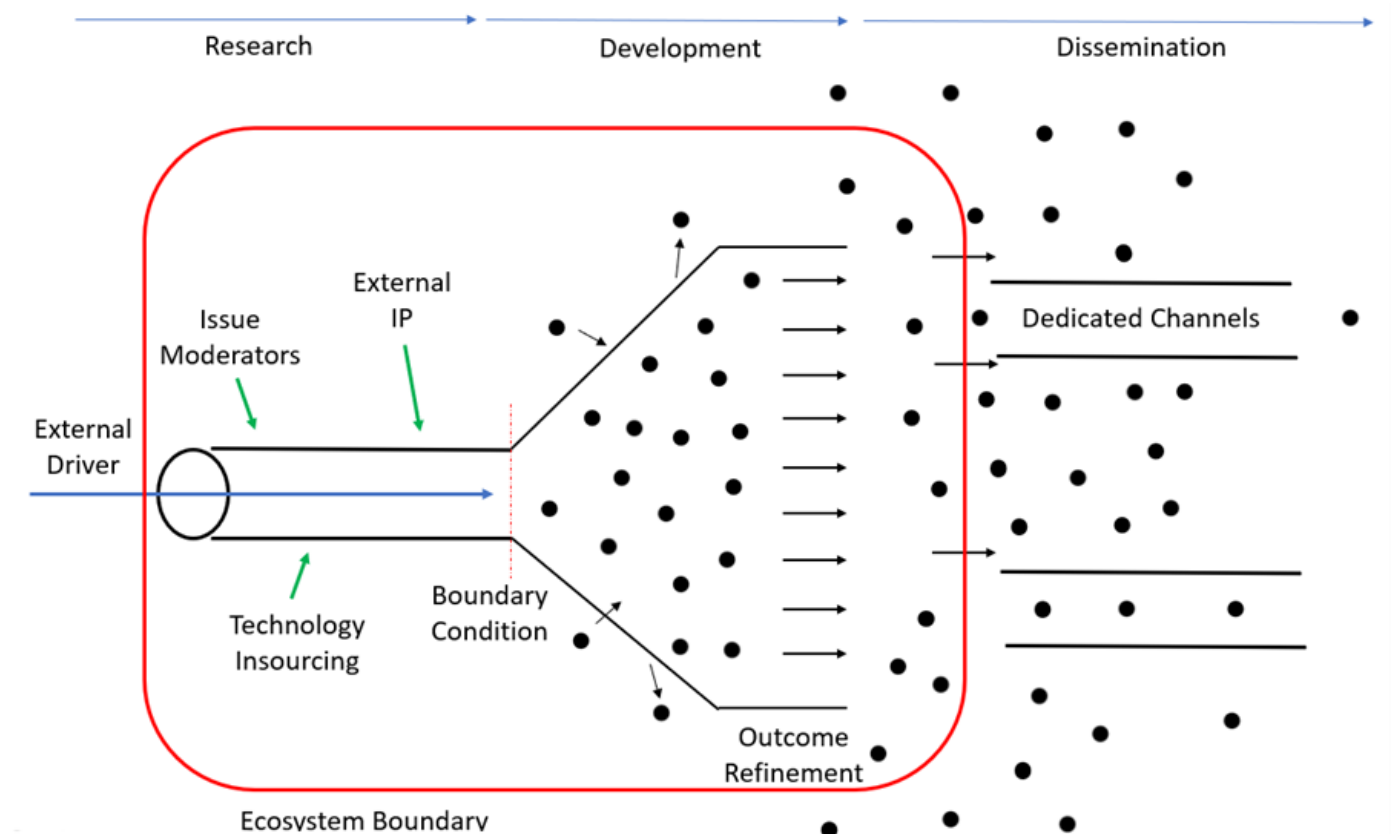 Research
Development
Dissemination
External
IP
Issue
Moderators
Dedicated Channels
External
Driver
Boundary
Condition
Technology
Insourcing
Outcome
Refinement
Ecosystem Boundary